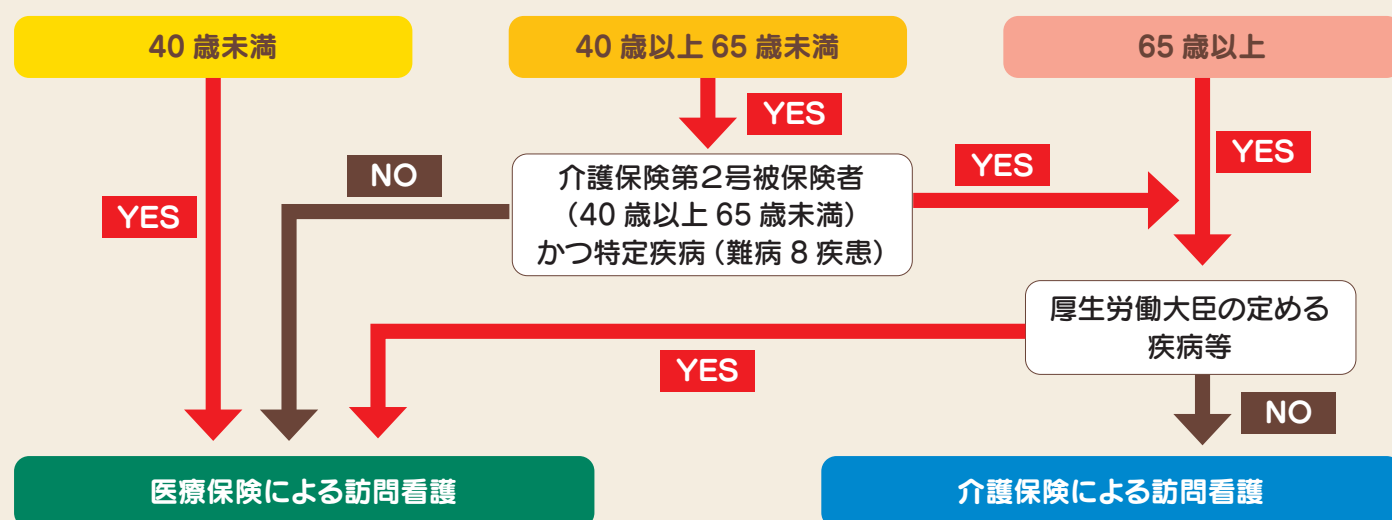 40 歳未満
40 歳以上 65 歳未満
65 歳以上
YES
YES
NO
YES
YES
介護保険第２号被保険者
（40 歳以上 65 歳未満）
かつ特定疾病（難病 8 疾患）
YES
厚生労働大臣の定める
疾病等
YES
NO
医療保険による訪問看護
介護保険による訪問看護